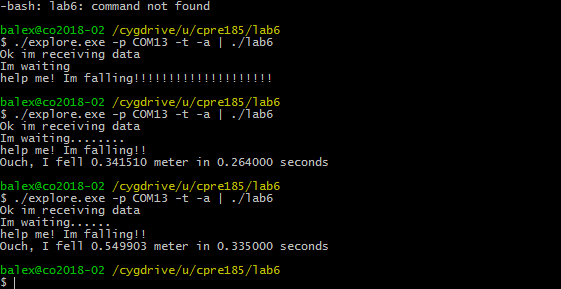 -bash: lab6: command not found
balex@co2018-02 /cygdrive/u/cpre185/lab6
$ ./explore.exe -p COM13 -t -a | ./lab6
Ok im receiving data
Im waiting
help me! Im falling!!!!!!!!!!!!!!!!!!!!!
balex@co2018-02 /cygdrive/u/cpre185/lab6
$ ./explore.exe -p COM13 -t -a | ./lab6
Ok im receiving data
Im waiting........
help me! Im falling!!
Ouch, I fell 0.341510 meter in 0.264000 seconds
balex@co2018-02 /cygdrive/u/cpre185/lab6
$ ./explore.exe -p COM13 -t -a | ./lab6
Ok im receiving data
Im waiting......
help me! Im falling!!
Ouch, I fell 0.549903 meter in 0.335000 seconds
balex@co2018-02 /cygdrive/u/cpre185/lab6
$